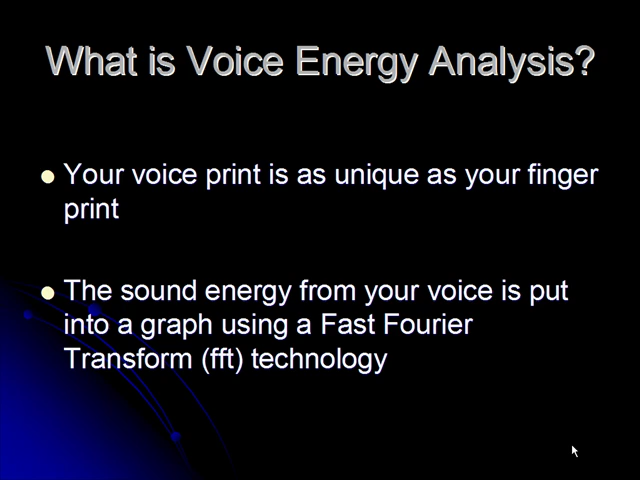 What is Voice Energy Analysis?
Your voice print is as unique as your finger
print
The sound energy from your voice is put
into a graph using a Fast Fourier
Transform (fft) technology